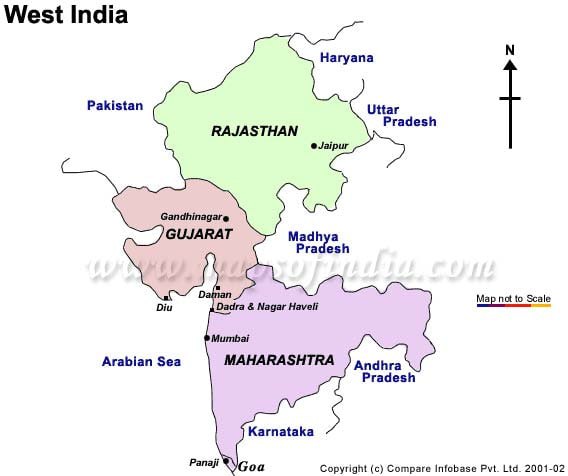 West India
N
Haryana
Pakistan
Uttar
Pradesh
RAJASTHAN
Jaipur
Gandhinagar
GUJARAT
Madhya
Pradesh
www.mapsofindia.com
Daman
Diu
Dadra & Nagar Haveli
Map not to Scale
Mumbai
Arabian Sea
MAHARASHTRA
Andhra
Pradesh
Karnataka
Panaji
Goa
Copyright (c) Compare Infobase Pvt. Ltd. 2001-02